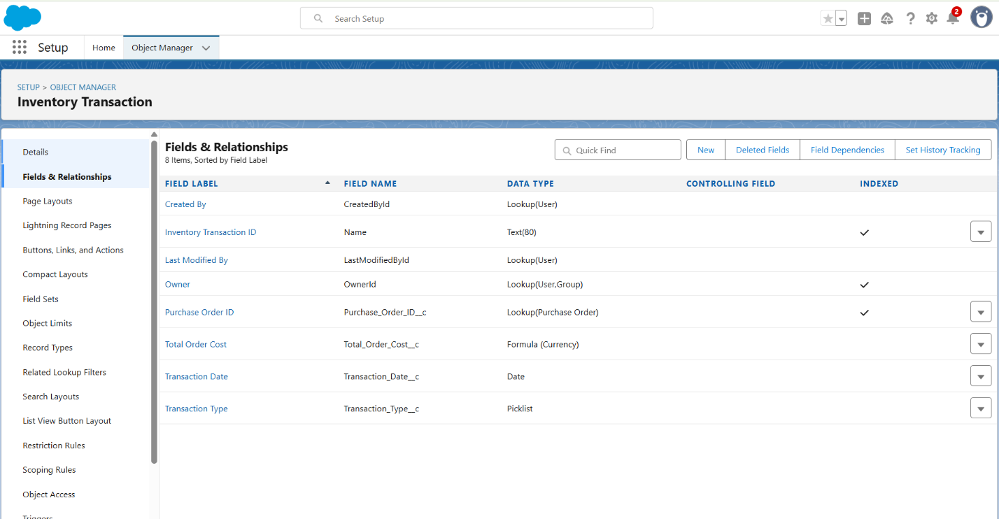 Search Setup
2
Setup
Home
Object Manager
SETUP > OBJECT MANAGER
Inventory Transaction
Details
Fields & Relationships
Page Layouts
Lightning Record Pages
Buttons, Links, and Actions
Compact Layouts
Field Sets
Object Limits
Record Types
Related Lookup Filters
Search Layouts
List View Button Layout
Restriction Rules
Scoping Rules
Object Access
Triggers
Fields & Relationships
8 Items, Sorted by Field Label
Quick Find
New
Deleted Fields
Field Dependencies
Set History Tracking
FIELD LABEL FIELD NAME DATA TYPE CONTROLLING FIELD INDEXED
Created By CreatedById Lookup(User)
Inventory Transaction ID Name Text(80)
Last Modified By LastModifiedById Lookup(User)
Owner OwnerId Lookup(User,Group)
Purchase Order ID Purchase_Order_ID__c Lookup(Purchase Order)
Total Order Cost Total_Order_Cost__c Formula (Currency)
Transaction Date Transaction_Date__c Date
Transaction Type Transaction_Type__c Picklist